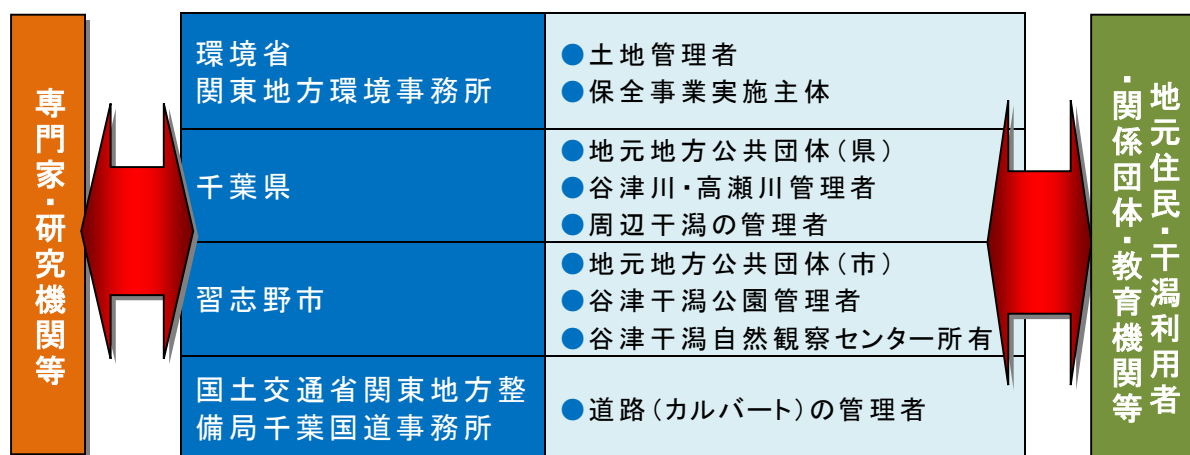 専門家・研究機関等
環境省
関東地方環境事務所
●土地管理者
●保全事業実施主体
千葉県
●地元地方公共団体(県)
●谷津川・高瀬川管理者
●周辺干潟の管理者
習志野市
●地元地方公共団体(市)
●谷津干潟公園管理者
●谷津干潟自然観察センター所有
国土交通省関東地方整
備局千葉国道事務所
●道路(カルバート)の管理者
地元住民・干潟利用者
・関係団体・教育機関等